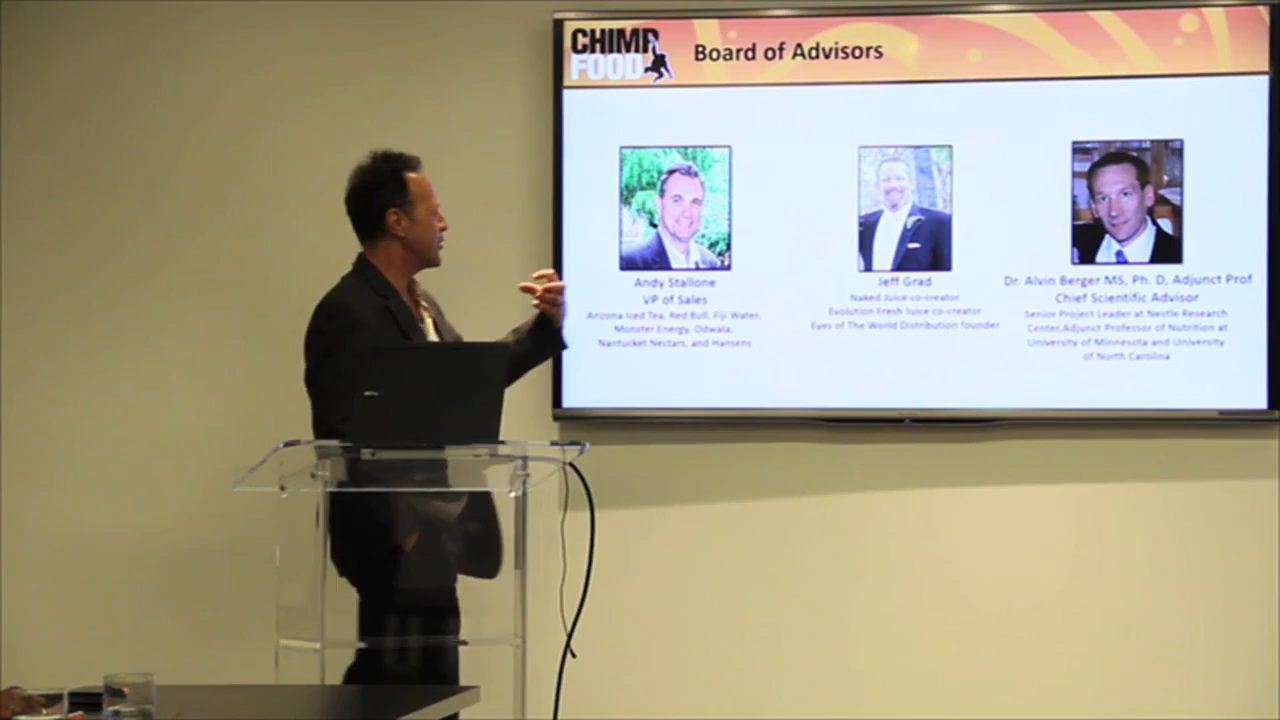 CHIMP
FOOD
Board of Advisors
Andy Stallone
VP of Sales
Arizona Iced Tea, Red Bull, Fiji Water,
Monster Energy, Odwala,
Nantucket Nectars, and Hansens
Jeff Grad
Naked Juice co-creator
Evolution Fresh Juice co-creator
Eyes of The World Distribution founder
Dr. Alvin Berger MS, Ph. D, Adjunct Prof
Chief Scientific Advisor
Senior Project Leader at Nestle Research
Center,Adjunct Professor of Nutrition at
University of Minnesota and University
of North Carolina